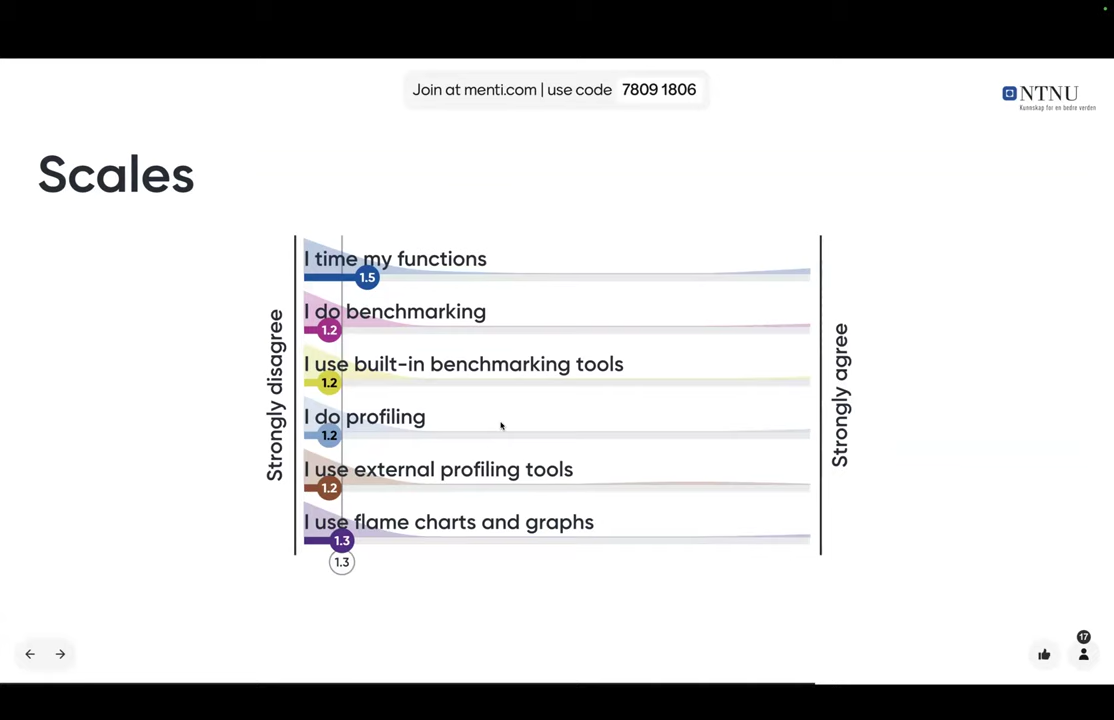 Join at menti.com | use code 7809 1806
NTNU
Kunnskap for en bedre verden
Scales
Strongly disagree
I time my functions
1.5
I do benchmarking
1.2
I use built-in benchmarking tools
1.2
I do profiling
1.2
I use external profiling tools
1.2
I use flame charts and graphs
1.3
1.3
Strongly agree
17